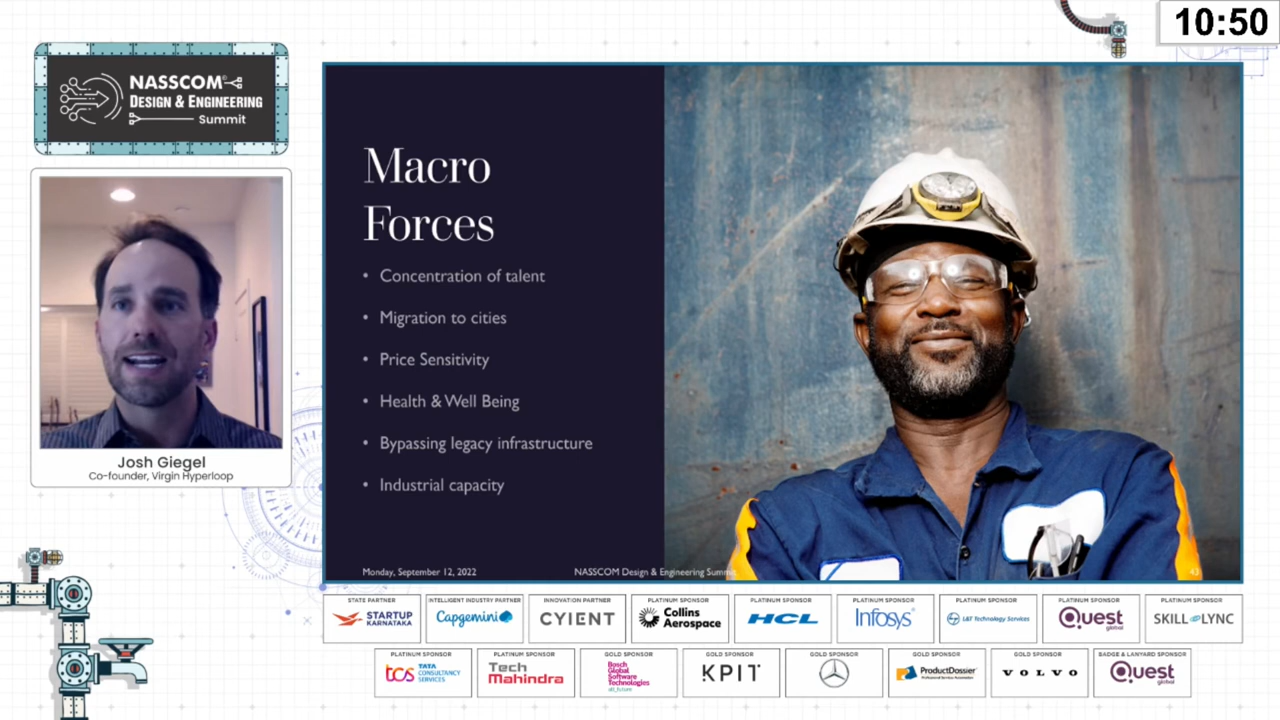 10:50
NASSCOM®
DESIGN & ENGINEERING
Summit
Josh Giegel
Co-founder, Virgin Hyperloop
Macro
Forces
• Concentration of talent
• Migration to cities
• Price Sensitivity
• Health & Well Being
• Bypassing legacy infrastructure
• Industrial capacity
Monday, September 12, 2022
NASSCOM Design & Engineering Summit
43
STATE PARTNER
STARTUP
KARNATAKA
INTELLIGENT INDUSTRY PARTNER
Capgemini
INNOVATION PARTNER
CYIENT
PLATINUM SPONSOR
Collins
Aerospace
PLATINUM SPONSOR
HCL
PLATINUM SPONSOR
Infosys®
PLATINUM SPONSOR
L&T Technology Services
PLATINUM SPONSOR
Quest
global
PLATINUM SPONSOR
SKILL LYNC
PLATINUM SPONSOR
tcs TATA
CONSULTANCY
SERVICES
PLATINUM SPONSOR
Tech
Mahindra
GOLD SPONSOR
Bosch
Global
Software
Technologies
alt_future
GOLD SPONSOR
KPIT
GOLD SPONSOR
GOLD SPONSOR
ProductDossier
Professional Services Automation
GOLD SPONSOR
VOLVO
BADGE & LANYARD SPONSOR
Quest
global